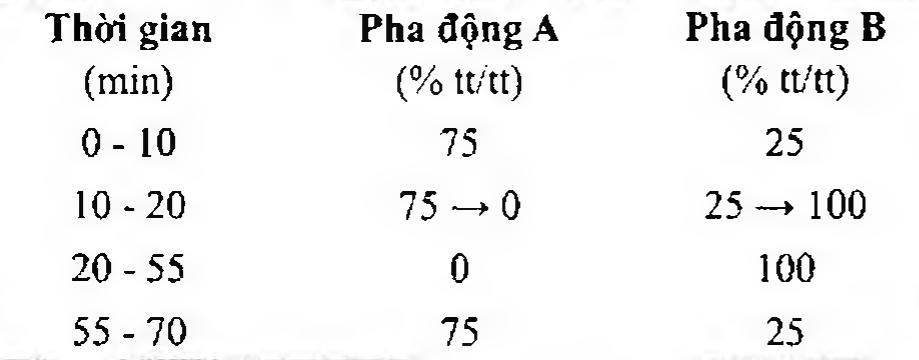 Thời gian Pha động A Pha động B
(min) (% tt/tt) (% tt/tt)
0 - 10 75 25
10 - 20 75 → 0 25 → 100
20 - 55 0 100
55 - 70 75 25